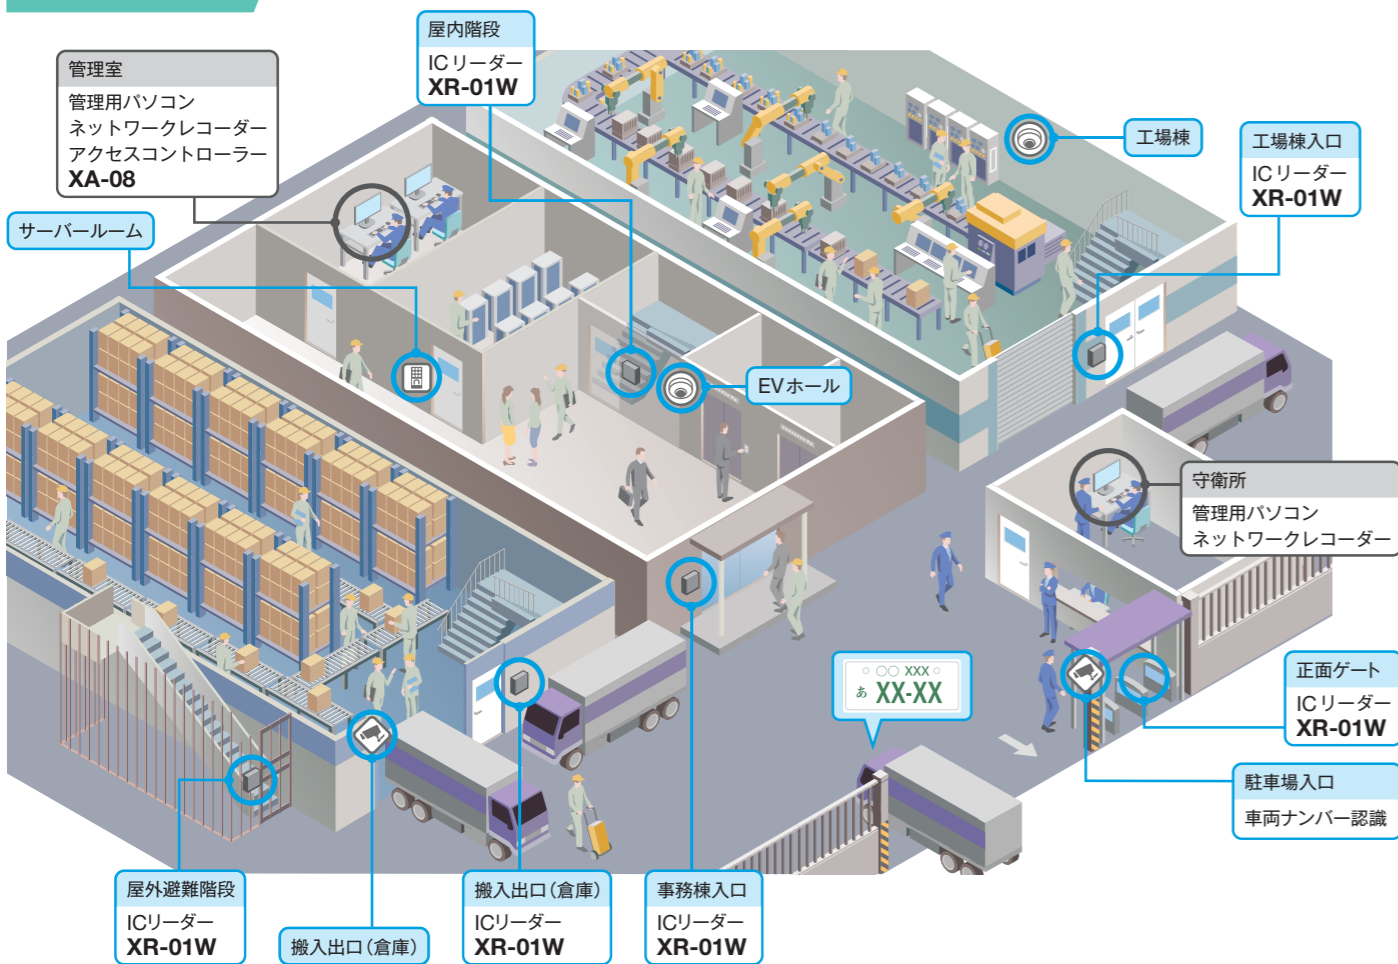 屋内階段
ICリーダー
XR-01W
管理室
管理用パソコン
ネットワークレコーダー
アクセスコントローラー
XA-08
工場棟
工場棟入口
ICリーダー
XR-01W
サーバールーム
EVホール
守衛所
管理用パソコン
ネットワークレコーダー
○○ XXX
あ XX-XX
正面ゲート
ICリーダー
XR-01W
駐車場入口
車両ナンバー認識
屋外避難階段
ICリーダー
XR-01W
搬入出口(倉庫)
搬入出口(倉庫)
ICリーダー
XR-01W
事務棟入口
ICリーダー
XR-01W